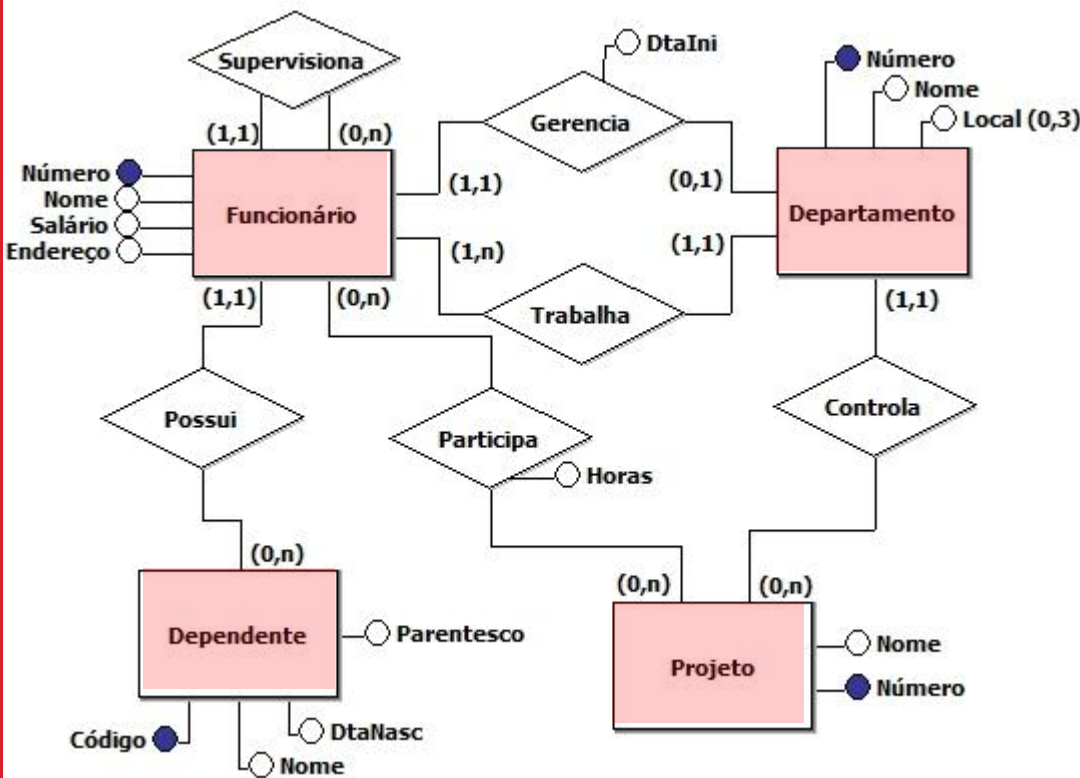 Supervisiona
(1,1)
(0,n)
Gerencia
DtaIni
(1,1)
(0,1)
Número
Nome
Local (0,3)
Número
Nome
Salário
Endereço
Funcionário
Departamento
(1,n)
(1,1)
Trabalha
(1,1)
(0,n)
(1,1)
Possui
Participa
Horas
Controla
(0,n)
(0,n)
(0,n)
Dependente
Parentesco
Projeto
Nome
Número
Código
Nome
DtaNasc